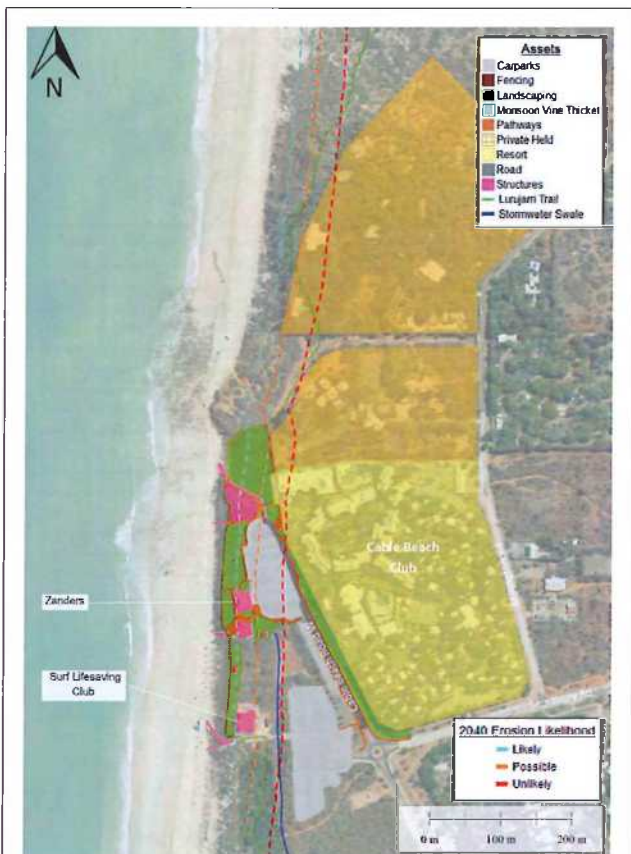 N
Assets
Carparks
Fencing
Landscaping
Monsoon Vine Thicket
Pathways
Private Held
Resort
Road
Structures
Lurujarri Trail
Stormwater Swale
Cable Beach
Club
Zanders
Surf Lifesaving
Club
2040 Erosion Likelihood
Likely
Possible
Unlikely
0 m
100 m
200 m